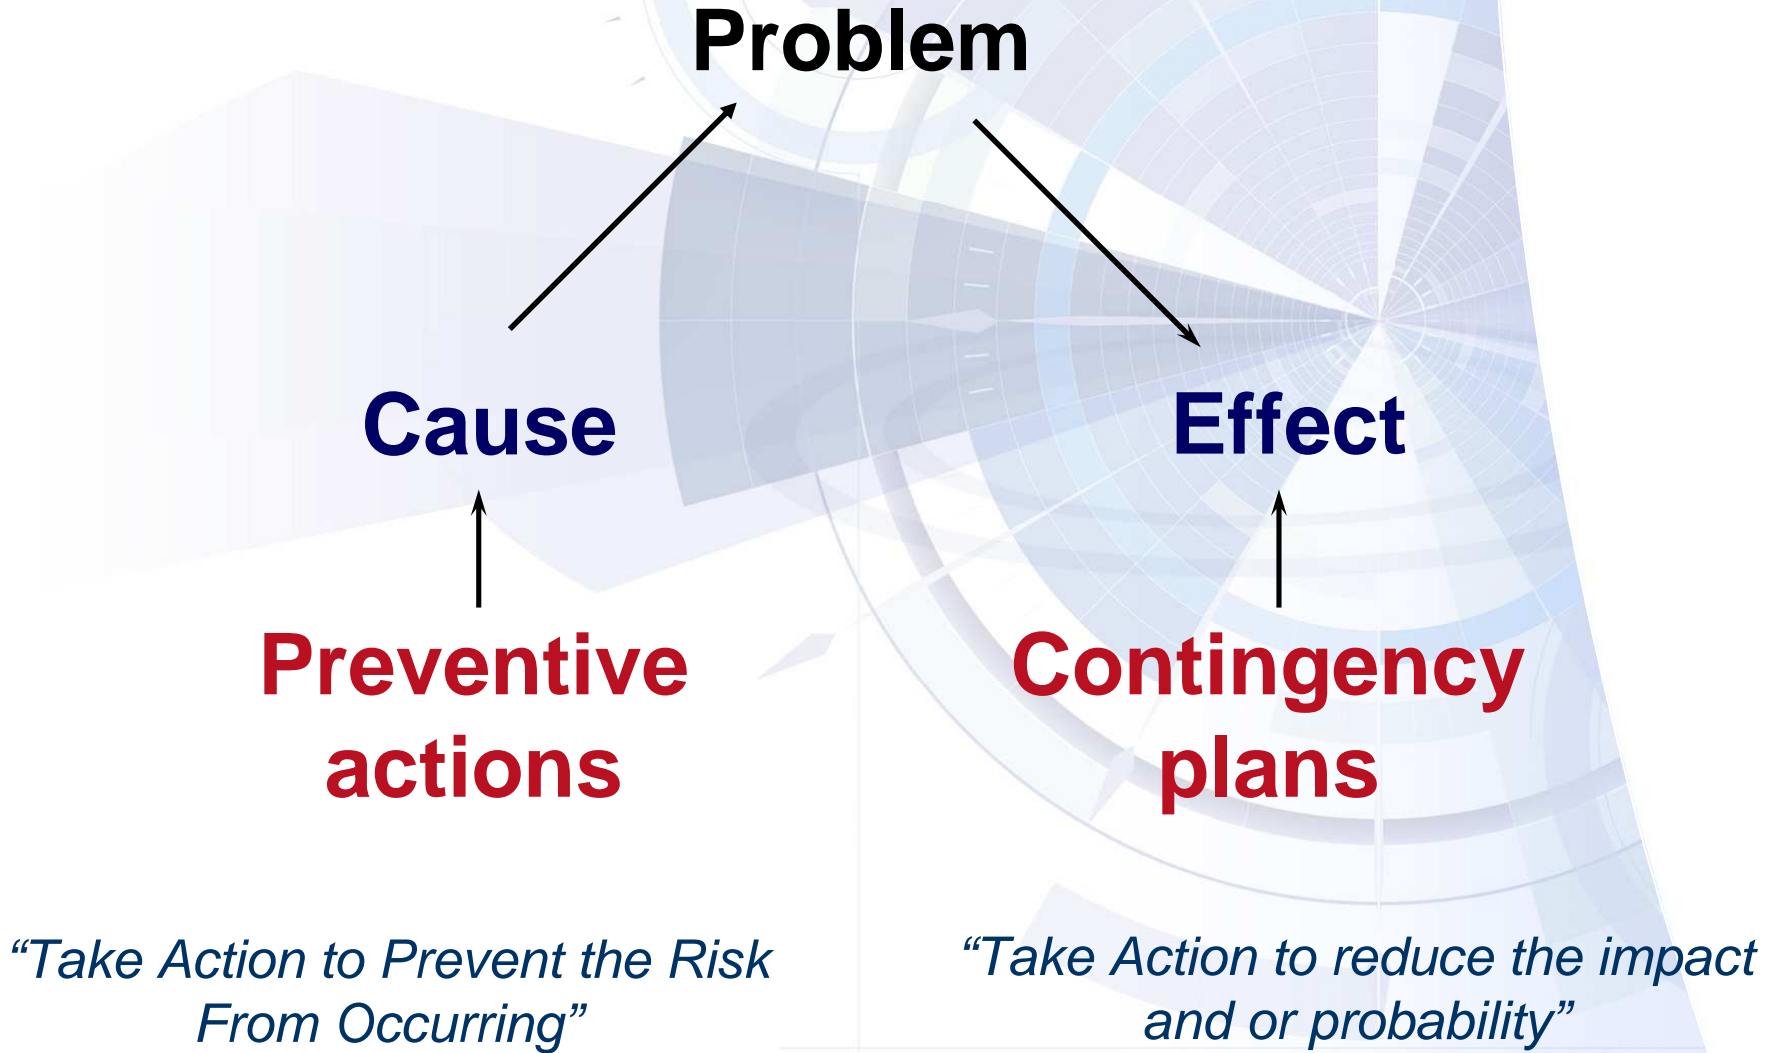 Problem
Cause
Effect
Preventive
actions
Contingency
plans
“Take Action to Prevent the Risk
From Occurring”
“Take Action to reduce the impact
and or probability”